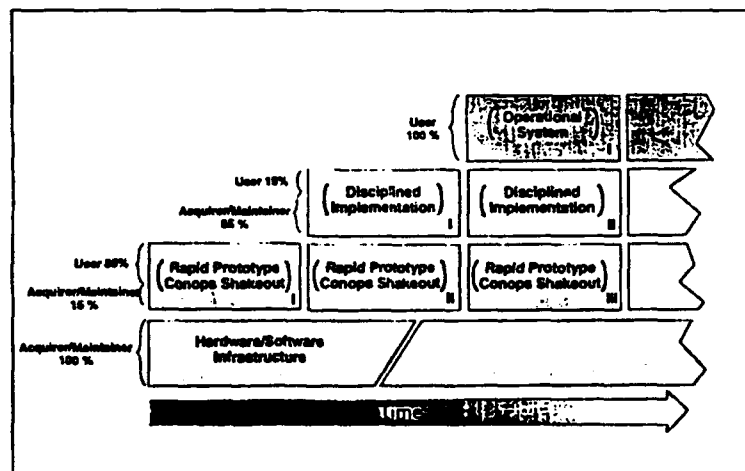 User
100 %
(Operational
System)
I
User 15%
Acquirer/Maintainer
85 %
(Disciplined
Implementation)
I
(Disciplined
Implementation)
II
User 85%
Acquirer/Maintainer
15 %
(Rapid Prototype
Conops Shakeout)
I
(Rapid Prototype
Conops Shakeout)
II
(Rapid Prototype
Conops Shakeout)
III
Acquirer/Maintainer
100 %
Hardware/Software
Infrastructure
Time